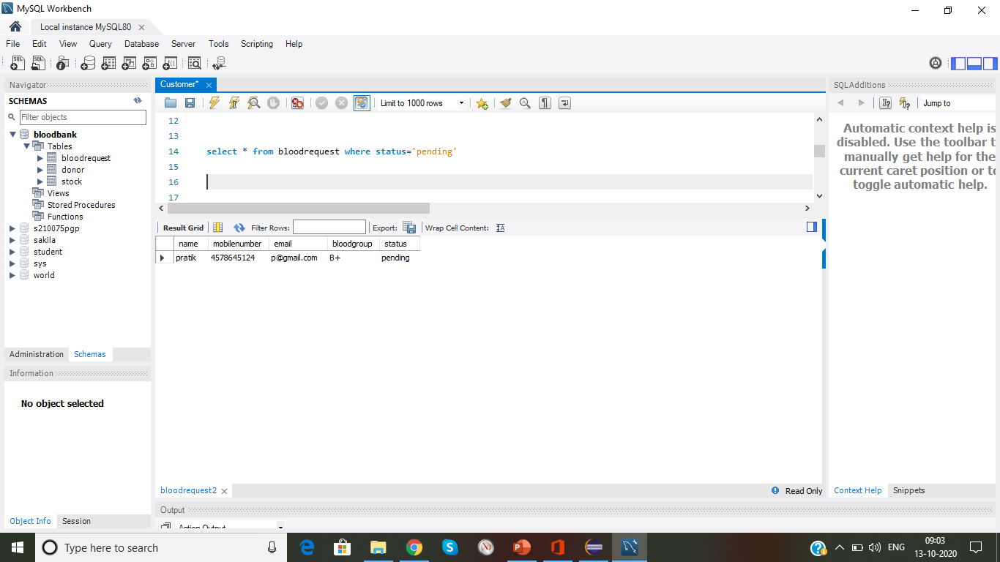 MySQL Workbench
Local instance MySQL80
File Edit View Query Database Server Tools Scripting Help
Navigator
SCHEMAS
Filter objects
bloodbank
Tables
bloodrequest
donor
stock
Views
Stored Procedures
Functions
s210075pgp
sakila
student
sys
world
Administration Schemas
Information
No object selected
Object Info Session
Customer*
Limit to 1000 rows
12
13
14 select * from bloodrequest where status='pending'
15
16
17
Result Grid Filter Rows: Export: Wrap Cell Content:
name mobilenumber email bloodgroup status
pratik 4578645124 p@gmail.com B+ pending
bloodrequest2
Read Only
Output
Action Output
SQLAdditions
Jump to
Automatic context help is
disabled. Use the toolbar t
manually get help for the
current caret position or to
toggle automatic help.
Context Help Snippets
Type here to search
ENG
09:03
13-10-2020